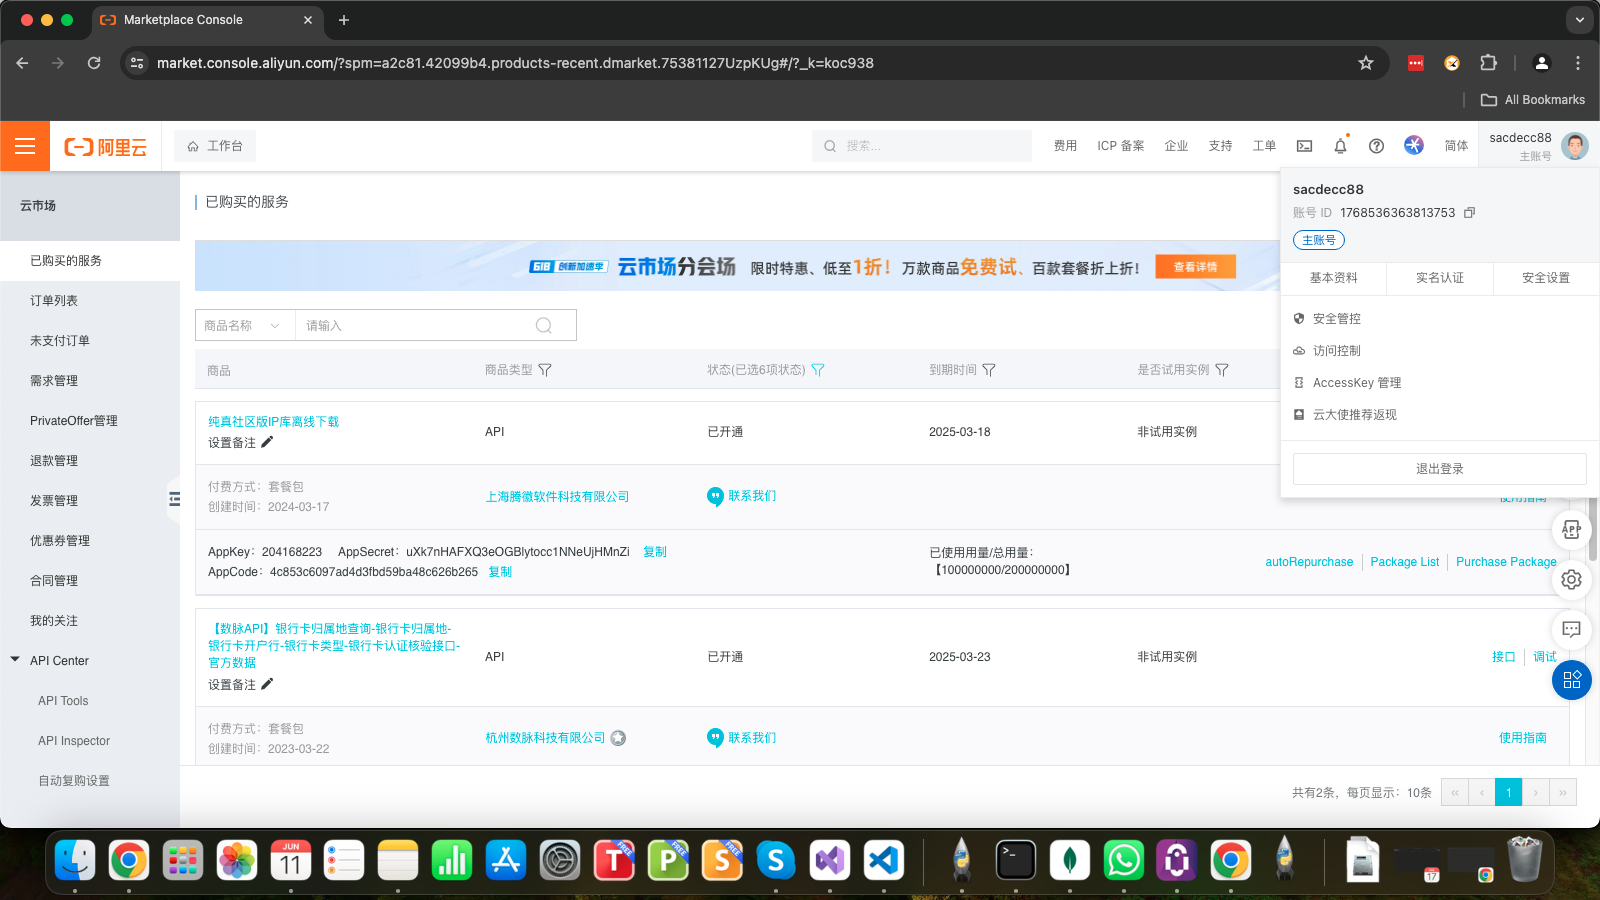 Marketplace Console
market.console.aliyun.com/?spm=a2c81.42099b4.products-recent.dmarket.75381127UzpKUg#/?_k=koc938
All Bookmarks
阿里云
工作台
搜索...
费用
ICP 备案
企业
支持
工单
简体
sacdecc88
主账号
sacdecc88
账号 ID 1768536363813753
主账号
基本资料
实名认证
安全设置
安全管控
访问控制
AccessKey 管理
云大使推荐返现
退出登录
云市场
已购买的服务
订单列表
未支付订单
需求管理
PrivateOffer管理
退款管理
发票管理
优惠券管理
合同管理
我的关注
API Center
API Tools
API Inspector
自动复购设置
已购买的服务
618 创新加速季 云市场分会场 限时特惠、低至1折！万款商品免费试、百款套餐折上折！ 查看详情
商品名称
请输入
商品 商品类型 状态(已选6项状态) 到期时间 是否试用实例
纯真社区版IP库离线下载
设置备注
API
已开通
2025-03-18
非试用实例
付费方式：套餐包
创建时间：2024-03-17
上海腾徽软件科技有限公司
联系我们
使用指南
AppKey：204168223 AppSecret：uXk7nHAFXQ3eOGBlytocc1NNeUjHMnZi 复制
AppCode：4c853c6097ad4d3fbd59ba48c626b265 复制
已使用用量/总用量：
【100000000/200000000】
autoRepurchase
Package List
Purchase Package
【数脉API】银行卡归属地查询-银行卡归属地-
银行卡开户行-银行卡类型-银行卡认证核验接口-
官方数据
设置备注
API
已开通
2025-03-23
非试用实例
接口
调试
付费方式：套餐包
创建时间：2023-03-22
杭州数脉科技有限公司
联系我们
使用指南
共有2条，每页显示：10条
« ‹ 1 › »
APP
JUN
11
T FREE
P FREE
S FREE
S
17